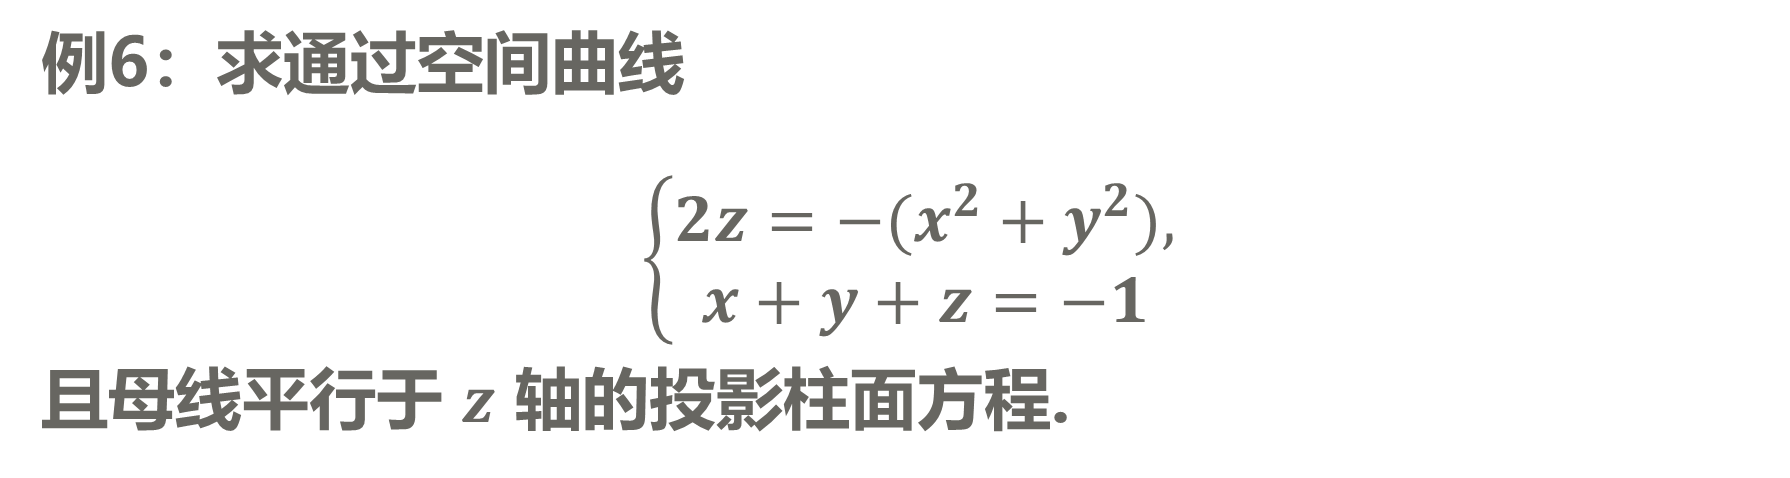 例6：求通过空间曲线
2z = −(x² + y²),
x + y + z = −1
且母线平行于 z 轴的投影柱面方程.